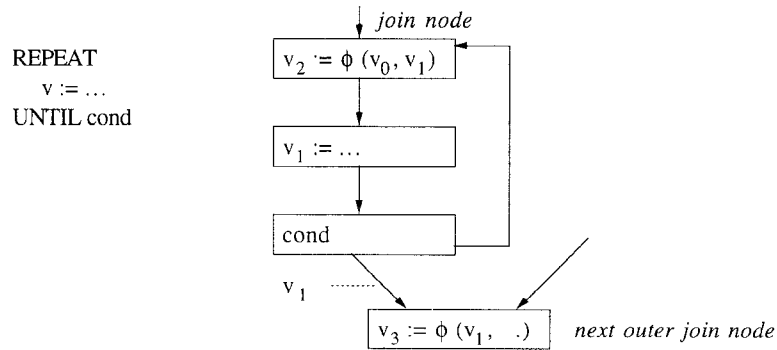 join node
v2 := ϕ (v0, v1)
REPEAT
v := ...
UNTIL cond
v1 := ...
cond
v1 ........
v3 := ϕ (v1, .)
next outer join node